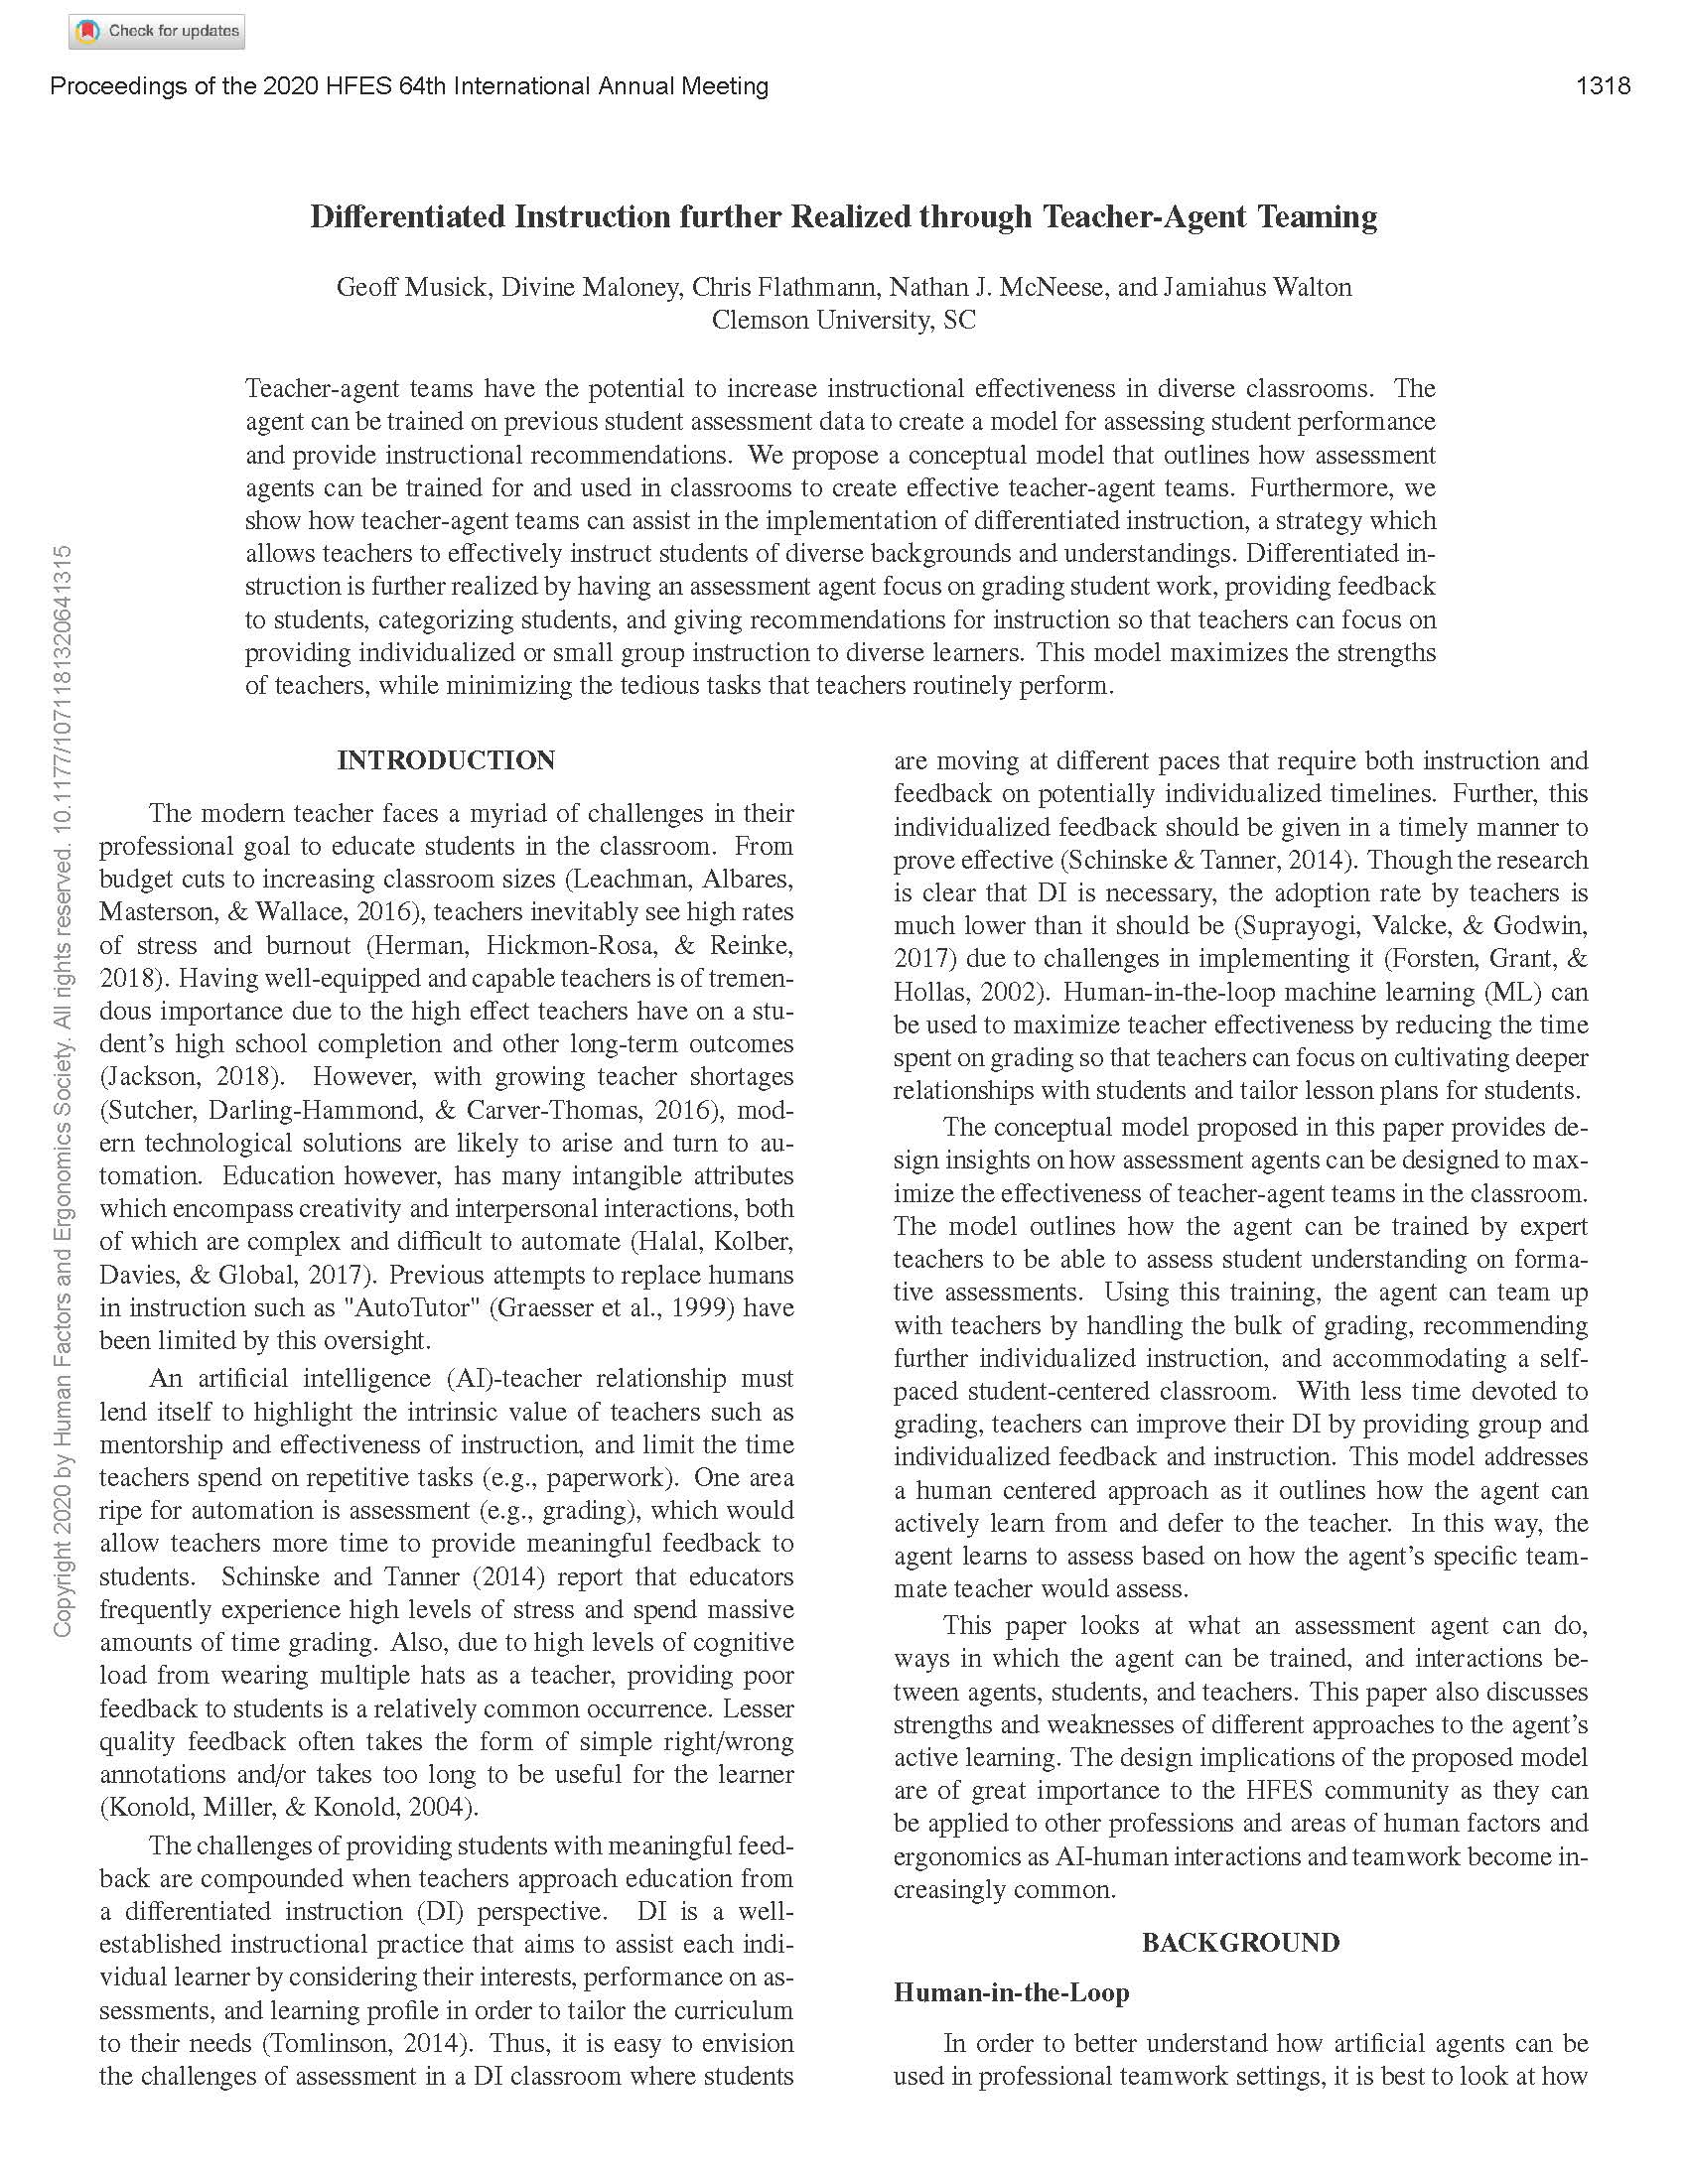 Check for updates
Proceedings of the 2020 HFES 64th International Annual Meeting
1318
Differentiated Instruction further Realized through Teacher-Agent Teaming
Geoff Musick, Divine Maloney, Chris Flathmann, Nathan J. McNeese, and Jamiahus Walton
Clemson University, SC
Teacher-agent teams have the potential to increase instructional effectiveness in diverse classrooms. The
agent can be trained on previous student assessment data to create a model for assessing student performance
and provide instructional recommendations. We propose a conceptual model that outlines how assessment
agents can be trained for and used in classrooms to create effective teacher-agent teams. Furthermore, we
show how teacher-agent teams can assist in the implementation of differentiated instruction, a strategy which
allows teachers to effectively instruct students of diverse backgrounds and understandings. Differentiated in-
struction is further realized by having an assessment agent focus on grading student work, providing feedback
to students, categorizing students, and giving recommendations for instruction so that teachers can focus on
providing individualized or small group instruction to diverse learners. This model maximizes the strengths
of teachers, while minimizing the tedious tasks that teachers routinely perform.
INTRODUCTION
The modern teacher faces a myriad of challenges in their
professional goal to educate students in the classroom. From
budget cuts to increasing classroom sizes (Leachman, Albares,
Masterson, & Wallace, 2016), teachers inevitably see high rates
of stress and burnout (Herman, Hickmon-Rosa, & Reinke,
2018). Having well-equipped and capable teachers is of tremen-
dous importance due to the high effect teachers have on a stu-
dent's high school completion and other long-term outcomes
(Jackson, 2018). However, with growing teacher shortages
(Sutcher, Darling-Hammond, & Carver-Thomas, 2016), mod-
ern technological solutions are likely to arise and turn to au-
tomation. Education however, has many intangible attributes
which encompass creativity and interpersonal interactions, both
of which are complex and difficult to automate (Halal, Kolber,
Davies, & Global, 2017). Previous attempts to replace humans
in instruction such as "AutoTutor" (Graesser et al., 1999) have
been limited by this oversight.
An artificial intelligence (AI)-teacher relationship must
lend itself to highlight the intrinsic value of teachers such as
mentorship and effectiveness of instruction, and limit the time
teachers spend on repetitive tasks (e.g., paperwork). One area
ripe for automation is assessment (e.g., grading), which would
allow teachers more time to provide meaningful feedback to
students. Schinske and Tanner (2014) report that educators
frequently experience high levels of stress and spend massive
amounts of time grading. Also, due to high levels of cognitive
load from wearing multiple hats as a teacher, providing poor
feedback to students is a relatively common occurrence. Lesser
quality feedback often takes the form of simple right/wrong
annotations and/or takes too long to be useful for the learner
(Konold, Miller, & Konold, 2004).
The challenges of providing students with meaningful feed-
back are compounded when teachers approach education from
a differentiated instruction (DI) perspective. DI is a well-
established instructional practice that aims to assist each indi-
vidual learner by considering their interests, performance on as-
sessments, and learning profile in order to tailor the curriculum
to their needs (Tomlinson, 2014). Thus, it is easy to envision
the challenges of assessment in a DI classroom where students
are moving at different paces that require both instruction and
feedback on potentially individualized timelines. Further, this
individualized feedback should be given in a timely manner to
prove effective (Schinske & Tanner, 2014). Though the research
is clear that DI is necessary, the adoption rate by teachers is
much lower than it should be (Suprayogi, Valcke, & Godwin,
2017) due to challenges in implementing it (Forsten, Grant, &
Hollas, 2002). Human-in-the-loop machine learning (ML) can
be used to maximize teacher effectiveness by reducing the time
spent on grading so that teachers can focus on cultivating deeper
relationships with students and tailor lesson plans for students.
The conceptual model proposed in this paper provides de-
sign insights on how assessment agents can be designed to max-
imize the effectiveness of teacher-agent teams in the classroom.
The model outlines how the agent can be trained by expert
teachers to be able to assess student understanding on forma-
tive assessments. Using this training, the agent can team up
with teachers by handling the bulk of grading, recommending
further individualized instruction, and accommodating a self-
paced student-centered classroom. With less time devoted to
grading, teachers can improve their DI by providing group and
individualized feedback and instruction. This model addresses
a human centered approach as it outlines how the agent can
actively learn from and defer to the teacher. In this way, the
agent learns to assess based on how the agent's specific team-
mate teacher would assess.
This paper looks at what an assessment agent can do,
ways in which the agent can be trained, and interactions be-
tween agents, students, and teachers. This paper also discusses
strengths and weaknesses of different approaches to the agent's
active learning. The design implications of the proposed model
are of great importance to the HFES community as they can
be applied to other professions and areas of human factors and
ergonomics as AI-human interactions and teamwork become in-
creasingly common.
BACKGROUND
Human-in-the-Loop
In order to better understand how artificial agents can be
used in professional teamwork settings, it is best to look at how
Copyright 2020 by Human Factors and Ergonomics Society. All rights reserved. 10.1177/1071181320641315